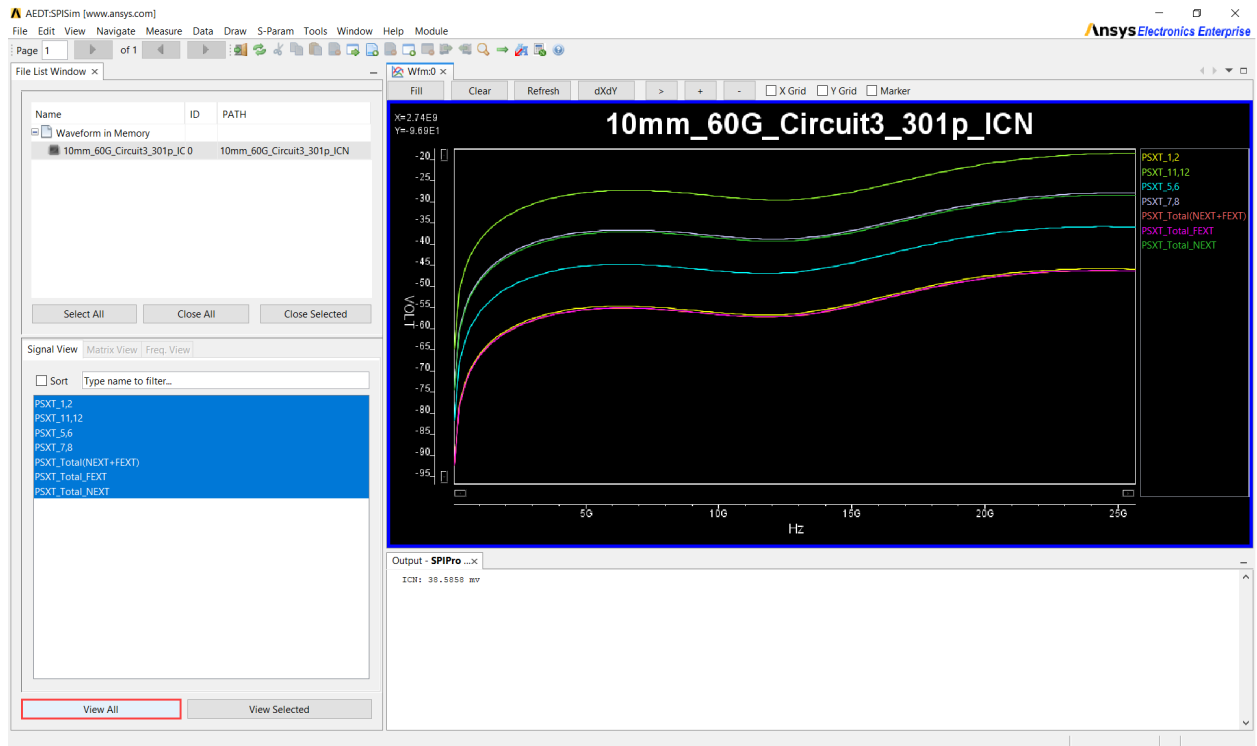 AEDT:SPISim [www.ansys.com]
File Edit View Navigate Measure Data Draw S-Param Tools Window Help Module
Ansys Electronics Enterprise
Page 1 of 1
File List Window
Name ID PATH
Waveform in Memory
10mm_60G_Circuit3_301p_IC 0 10mm_60G_Circuit3_301p_ICN
Select All Close All Close Selected
Signal View Matrix View Freq. View
Sort Type name to filter...
PSXT_1,2
PSXT_11,12
PSXT_5,6
PSXT_7,8
PSXT_Total(NEXT+FEXT)
PSXT_Total_FEXT
PSXT_Total_NEXT
View All View Selected
Wfm:0
Fill Clear Refresh dXdY > + - X Grid Y Grid Marker
X=2.74E9
Y=-9.69E1
10mm_60G_Circuit3_301p_ICN
-20
-25
-30
-35
-40
-45
-50
-55
-60
-65
-70
-75
-80
-85
-90
-95
VOLT
5G 10G 15G 20G 25G
Hz
PSXT_1,2
PSXT_11,12
PSXT_5,6
PSXT_7,8
PSXT_Total(NEXT+FEXT)
PSXT_Total_FEXT
PSXT_Total_NEXT
Output - SPIPro ...
ICN: 38.5858 mv